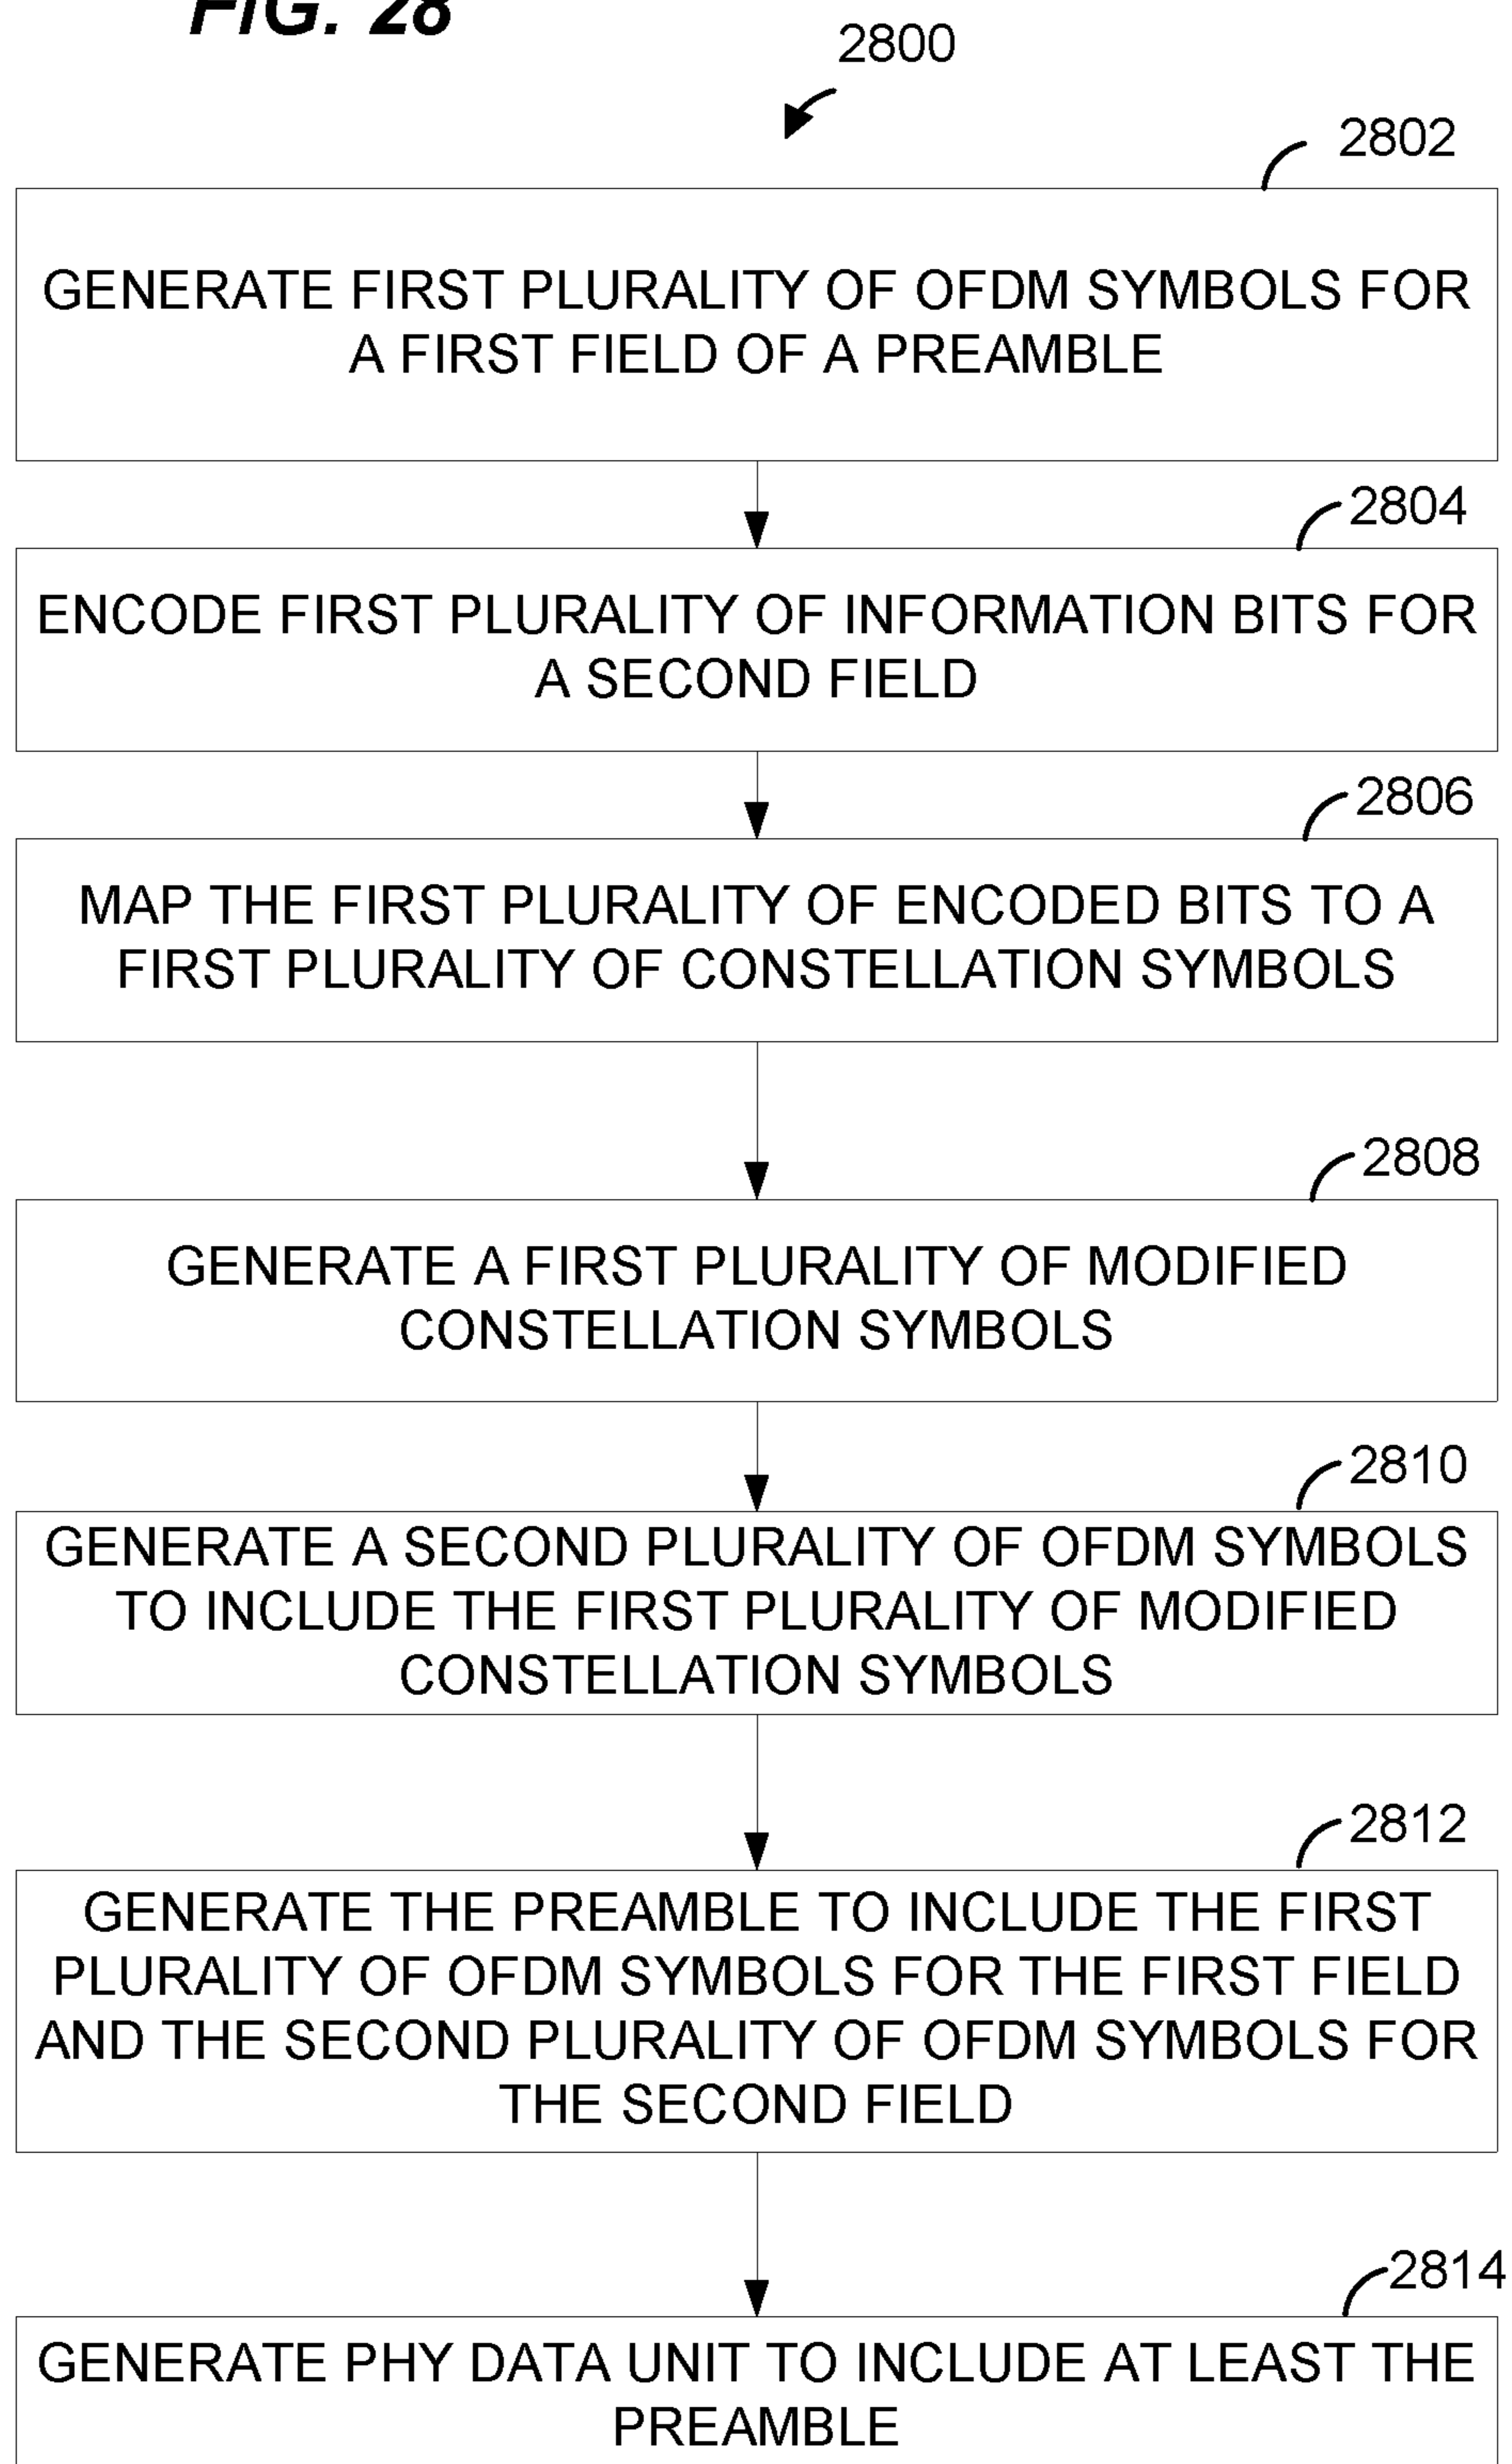 FIG. 28
2800
2802
GENERATE FIRST PLURALITY OF OFDM SYMBOLS FOR
A FIRST FIELD OF A PREAMBLE
2804
ENCODE FIRST PLURALITY OF INFORMATION BITS FOR
A SECOND FIELD
2806
MAP THE FIRST PLURALITY OF ENCODED BITS TO A
FIRST PLURALITY OF CONSTELLATION SYMBOLS
2808
GENERATE A FIRST PLURALITY OF MODIFIED
CONSTELLATION SYMBOLS
2810
GENERATE A SECOND PLURALITY OF OFDM SYMBOLS
TO INCLUDE THE FIRST PLURALITY OF MODIFIED
CONSTELLATION SYMBOLS
2812
GENERATE THE PREAMBLE TO INCLUDE THE FIRST
PLURALITY OF OFDM SYMBOLS FOR THE FIRST FIELD
AND THE SECOND PLURALITY OF OFDM SYMBOLS FOR
THE SECOND FIELD
2814
GENERATE PHY DATA UNIT TO INCLUDE AT LEAST THE
PREAMBLE